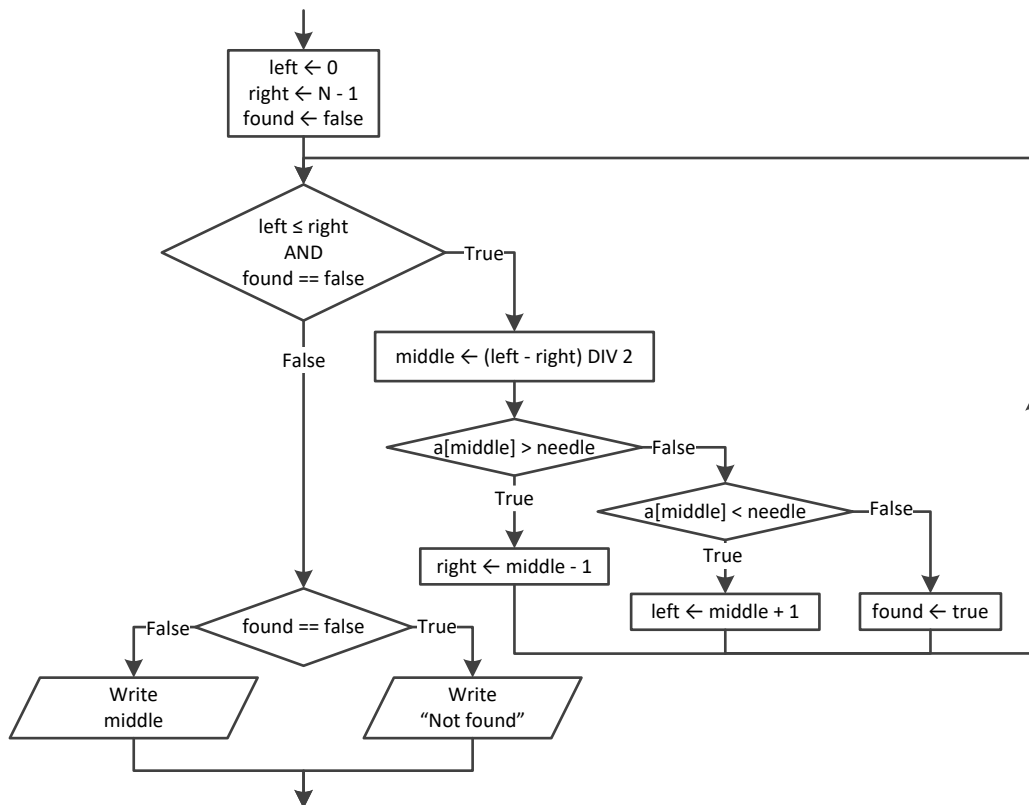 left ← 0
right ← N - 1
found ← false
left ≤ right
AND
found == false
True
False
middle ← (left - right) DIV 2
a[middle] > needle
False
True
a[middle] < needle
False
True
right ← middle - 1
left ← middle + 1
found ← true
found == false
False
True
Write
middle
Write
“Not found”